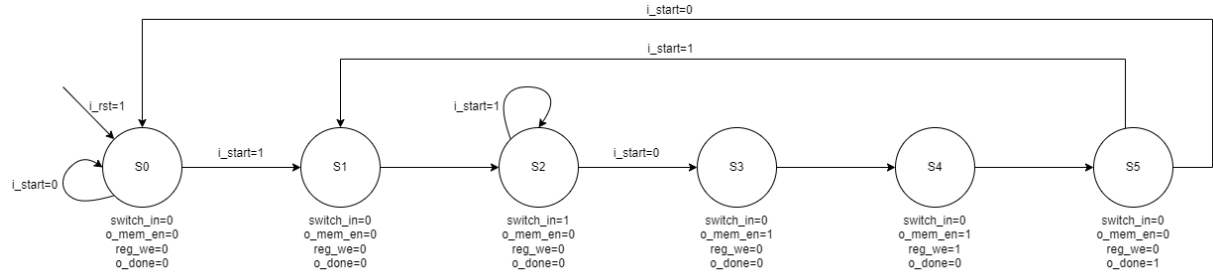 i_start=0
i_start=1
i_rst=1
i_start=1
i_start=0
S0
i_start=1
S1
S2
i_start=0
S3
S4
S5
switch_in=0
o_mem_en=0
reg_we=0
o_done=0
switch_in=0
o_mem_en=0
reg_we=0
o_done=0
switch_in=1
o_mem_en=0
reg_we=0
o_done=0
switch_in=0
o_mem_en=1
reg_we=0
o_done=0
switch_in=0
o_mem_en=1
reg_we=1
o_done=0
switch_in=0
o_mem_en=0
reg_we=0
o_done=1